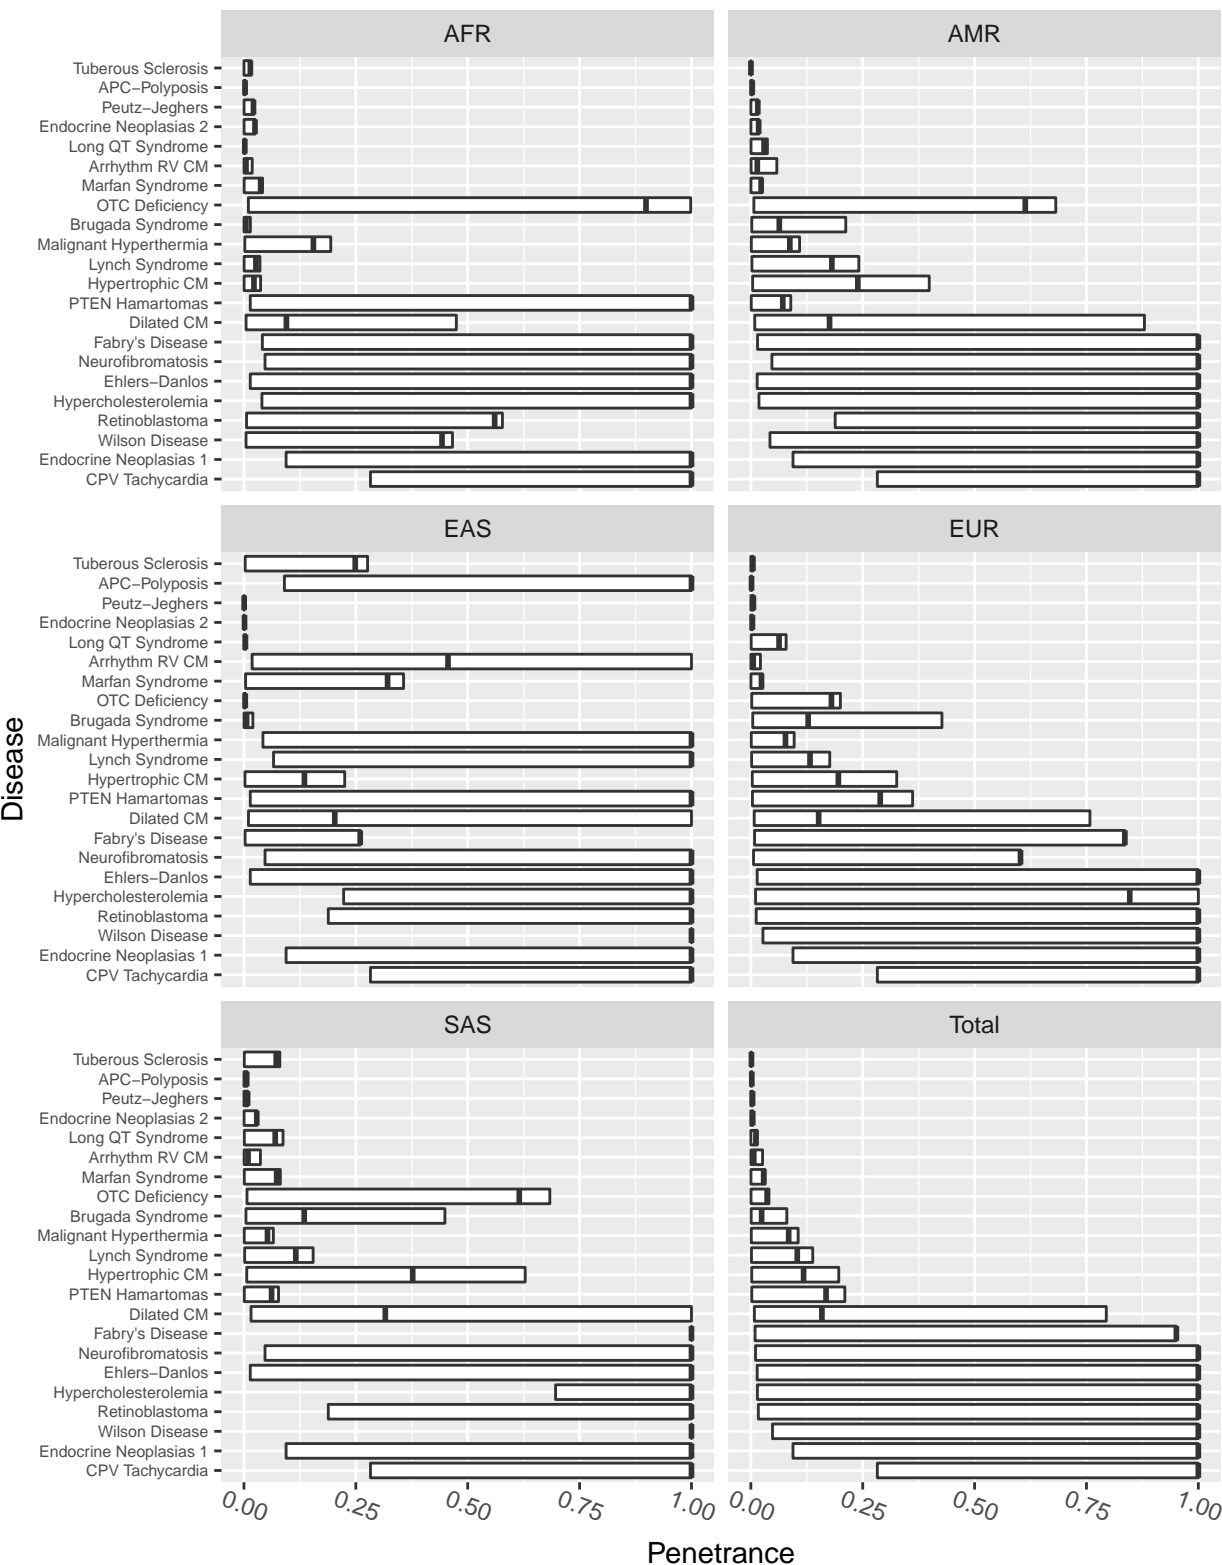 AFR
AMR
Tuberous Sclerosis
APC−Polyposis
Peutz−Jeghers
Endocrine Neoplasias 2
Long QT Syndrome
Arrhythm RV CM
Marfan Syndrome
OTC Deficiency
Brugada Syndrome
Malignant Hyperthermia
Lynch Syndrome
Hypertrophic CM
PTEN Hamartomas
Dilated CM
Fabry's Disease
Neurofibromatosis
Ehlers−Danlos
Hypercholesterolemia
Retinoblastoma
Wilson Disease
Endocrine Neoplasias 1
CPV Tachycardia
EAS
EUR
Tuberous Sclerosis
APC−Polyposis
Peutz−Jeghers
Endocrine Neoplasias 2
Long QT Syndrome
Arrhythm RV CM
Marfan Syndrome
OTC Deficiency
Brugada Syndrome
Malignant Hyperthermia
Lynch Syndrome
Hypertrophic CM
PTEN Hamartomas
Dilated CM
Fabry's Disease
Neurofibromatosis
Ehlers−Danlos
Hypercholesterolemia
Retinoblastoma
Wilson Disease
Endocrine Neoplasias 1
CPV Tachycardia
Disease
SAS
Total
Tuberous Sclerosis
APC−Polyposis
Peutz−Jeghers
Endocrine Neoplasias 2
Long QT Syndrome
Arrhythm RV CM
Marfan Syndrome
OTC Deficiency
Brugada Syndrome
Malignant Hyperthermia
Lynch Syndrome
Hypertrophic CM
PTEN Hamartomas
Dilated CM
Fabry's Disease
Neurofibromatosis
Ehlers−Danlos
Hypercholesterolemia
Retinoblastoma
Wilson Disease
Endocrine Neoplasias 1
CPV Tachycardia
0.00 0.25 0.50 0.75 1.00
0.00 0.25 0.50 0.75 1.00
Penetrance